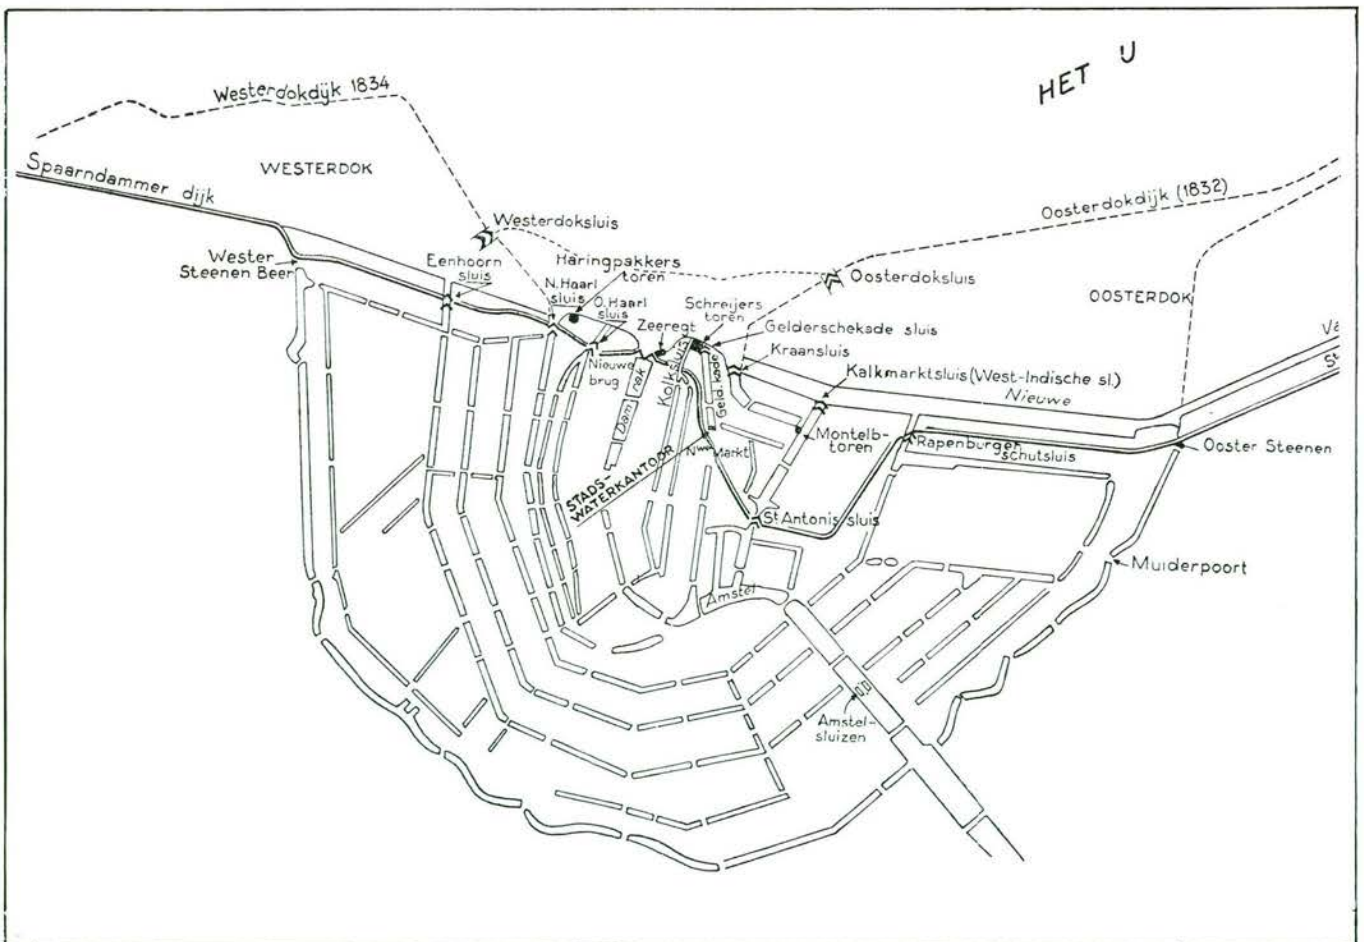 HET IJ
Westerdokdijk 1834
WESTERDOK
Spaarndammer dijk
Oosterdokdijk (1832)
Westerdoksluis
Wester
Steenen Beer
Eenhoorn
sluis
Haringpakkers
toren
N. Haarl
sluis
O. Haarl
sluis
Oosterdoksluis
OOSTERDOK
Schreijers
toren
Zeeregt
Gelderschekade sluis
Kraansluis
Nieuwe
brug
Damrak
Kolksluis
Geld. kade
Kalkmarktsluis (West-Indische sl.)
Nieuwe
Va
St
Montelb-
toren
Rapenburger
schutsluis
Ooster Steenen
Nwe Markt
STADS-
WATERKANTOOR
St Antonis sluis
Muiderpoort
Amstel
Amstel-
sluizen